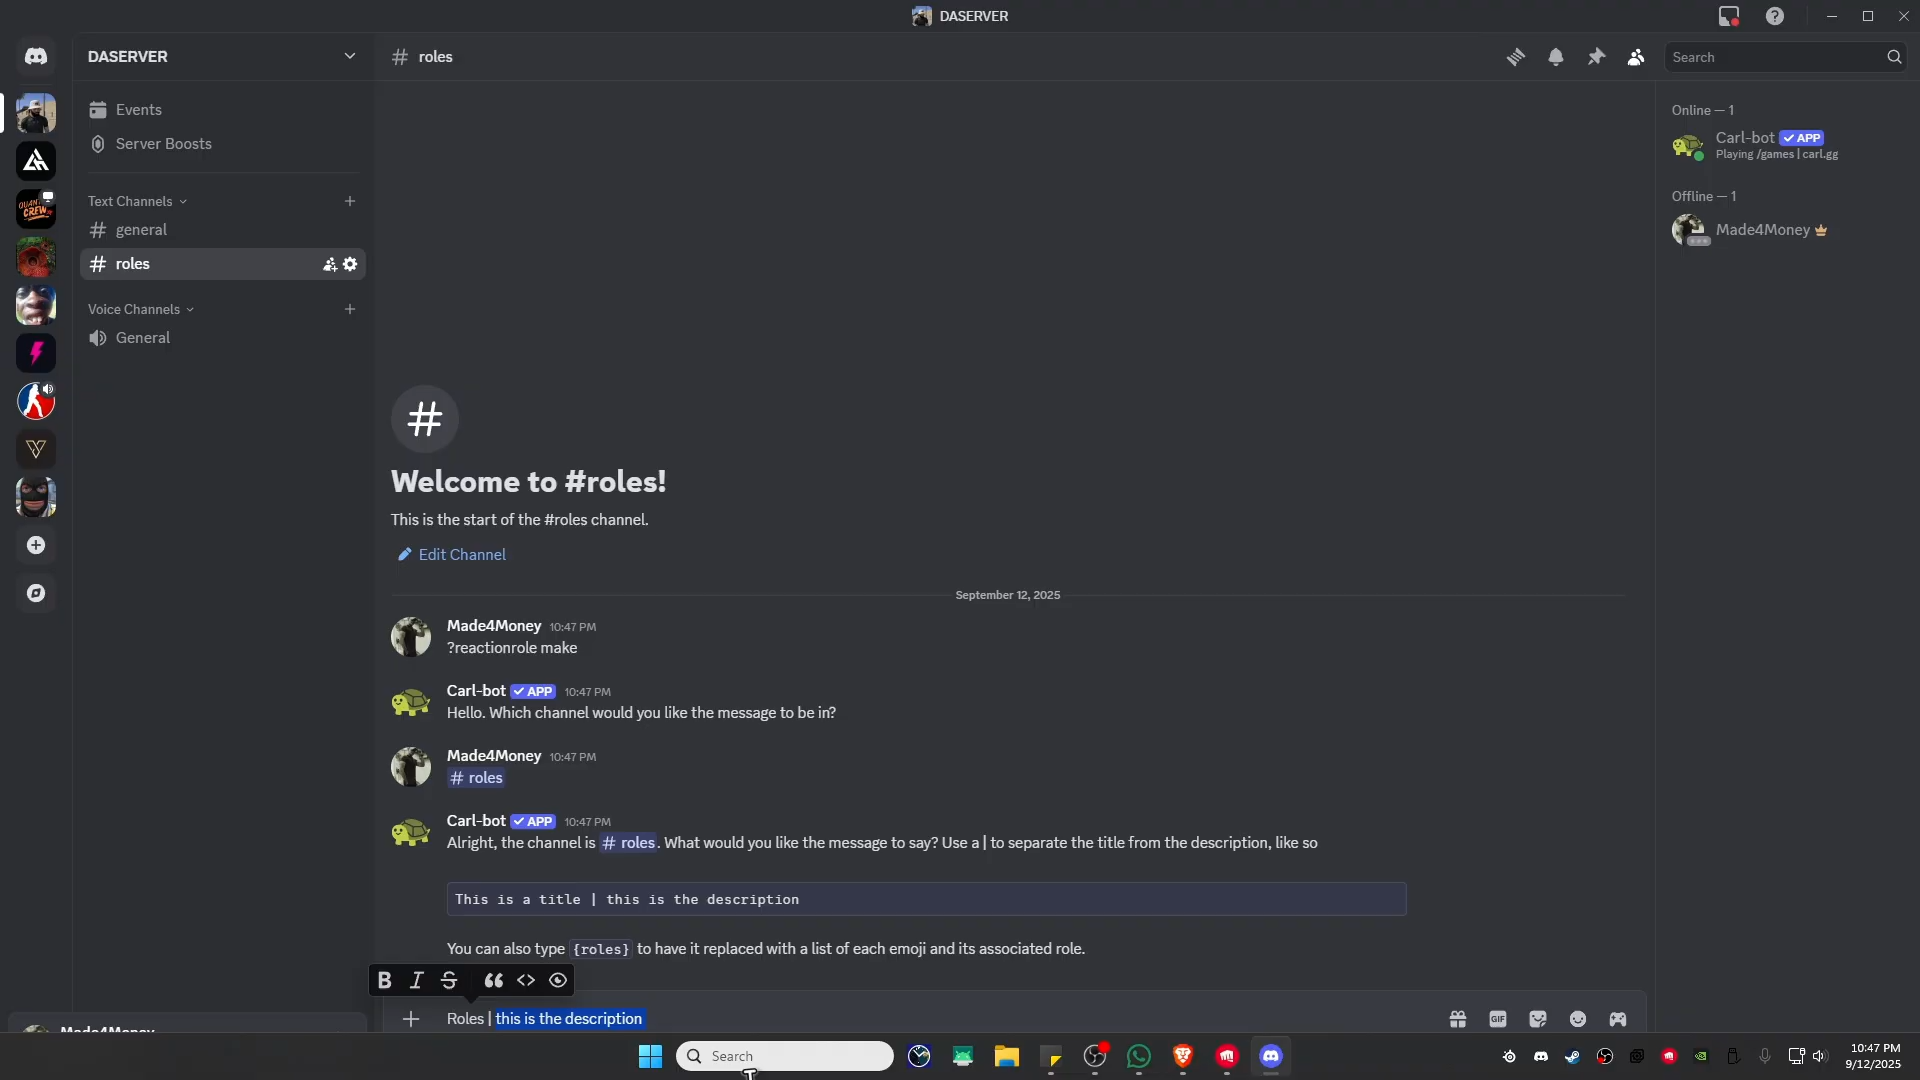 DASERVER
DASERVER
# roles
Search
Events
Server Boosts
Text Channels
general
roles
Voice Channels
General
Online — 1
Carl-bot APP
Playing /games | carl.gg
Offline — 1
Made4Money
QUANT CREW
#
Welcome to #roles!
This is the start of the #roles channel.
Edit Channel
September 12, 2025
Made4Money 10:47 PM
?reactionrole make
Carl-bot APP 10:47 PM
Hello. Which channel would you like the message to be in?
Made4Money 10:47 PM
# roles
Carl-bot APP 10:47 PM
Alright, the channel is # roles. What would you like the message to say? Use a | to separate the title from the description, like so
This is a title | this is the description
You can also type {roles} to have it replaced with a list of each emoji and its associated role.
B I S
Roles | this is the description
GIF
Made4Money
Search
10:47 PM
9/12/2025